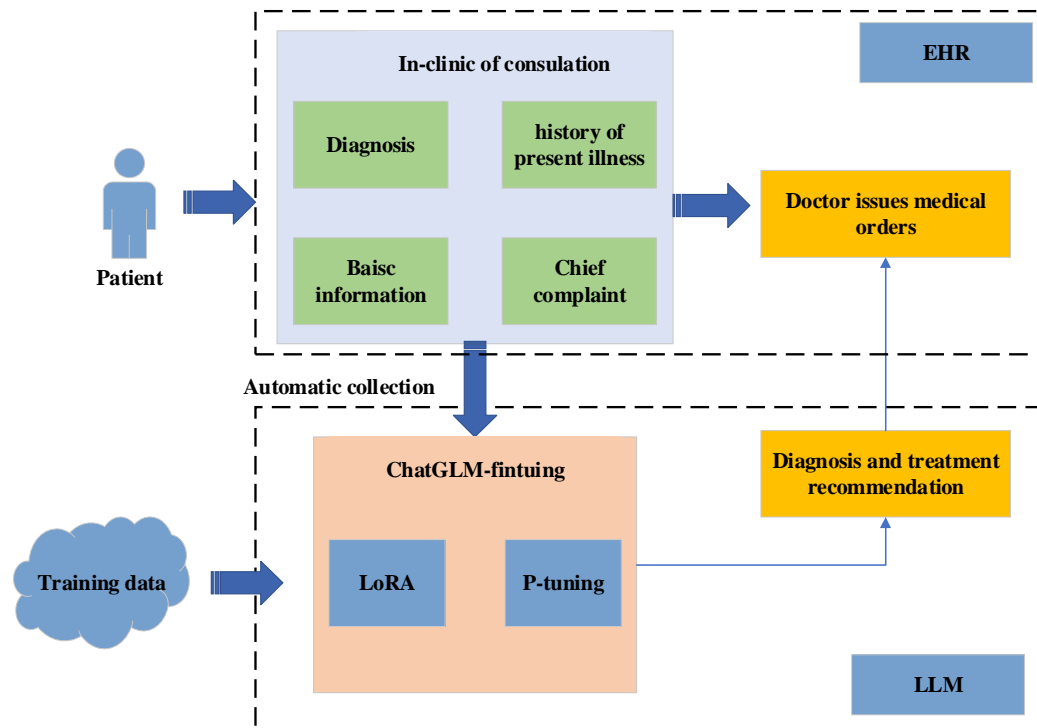 In-clinic of consulation
EHR
Diagnosis
history of
present illness
Patient
Baisc
information
Chief
complaint
Doctor issues medical
orders
Automatic collection
ChatGLM-fintuing
Diagnosis and treatment
recommendation
Training data
LoRA
P-tuning
LLM